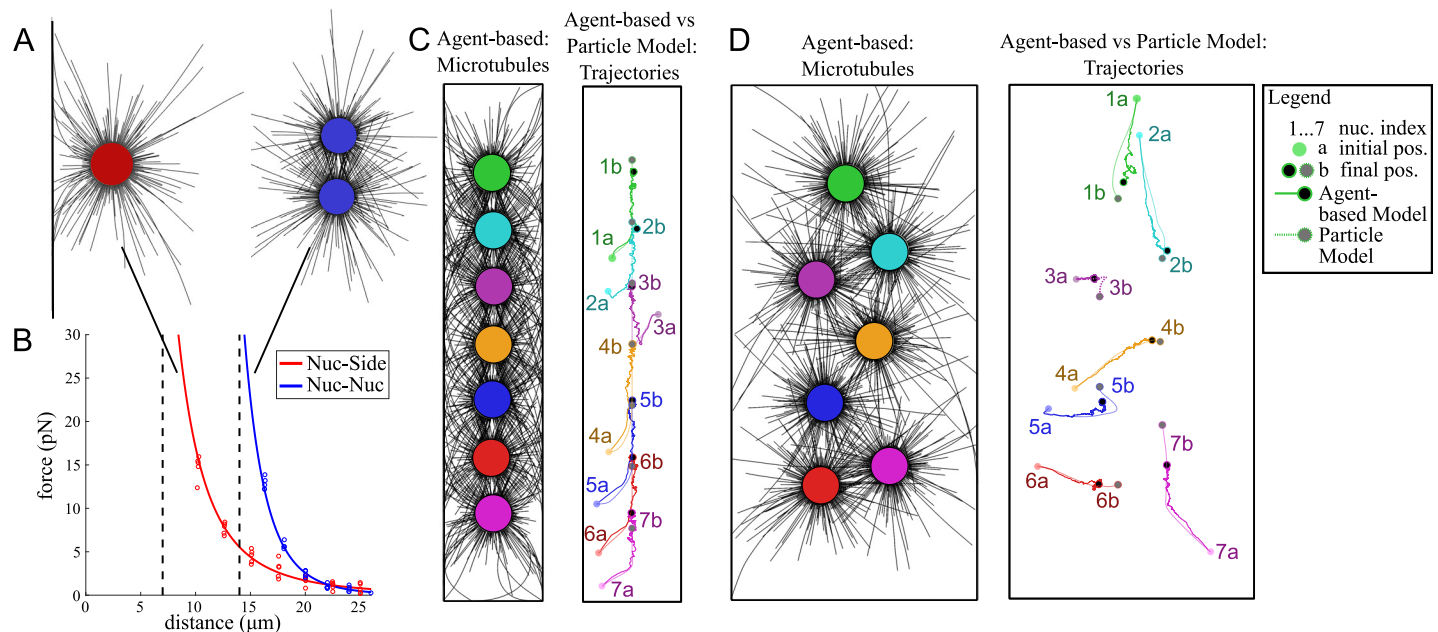 A
B
30
25
20
15
10
5
0
force (pN)
0
5
10
15
20
25
distance (μm)
Nuc-Side
Nuc-Nuc
C
Agent-based:
Microtubules
Agent-based vs
Particle Model:
Trajectories
1b
1a
2b
2a
3b
3a
4b
4a
5b
5a
6b
6a
7b
7a
D
Agent-based:
Microtubules
Agent-based vs Particle Model:
Trajectories
1a
2a
1b
2b
3a
3b
4b
4a
5b
5a
7b
6a
6b
7a
Legend
1...7 nuc. index
a initial pos.
b final pos.
Agent-
based Model
Particle
Model